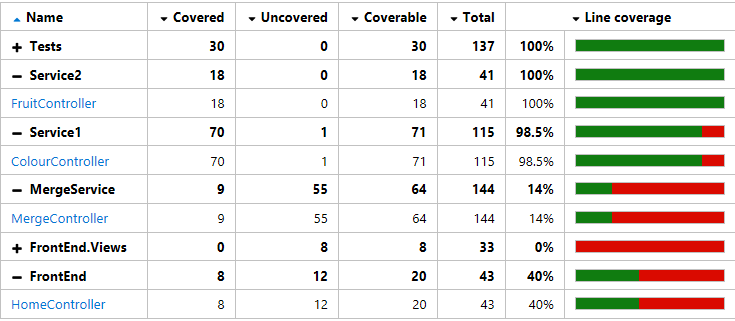 Name Covered Uncovered Coverable Total Line coverage
Tests 30 0 30 137 100%
Service2 18 0 18 41 100%
FruitController 18 0 18 41 100%
Service1 70 1 71 115 98.5%
ColourController 70 1 71 115 98.5%
MergeService 9 55 64 144 14%
MergeController 9 55 64 144 14%
FrontEnd.Views 0 8 8 33 0%
FrontEnd 8 12 20 43 40%
HomeController 8 12 20 43 40%